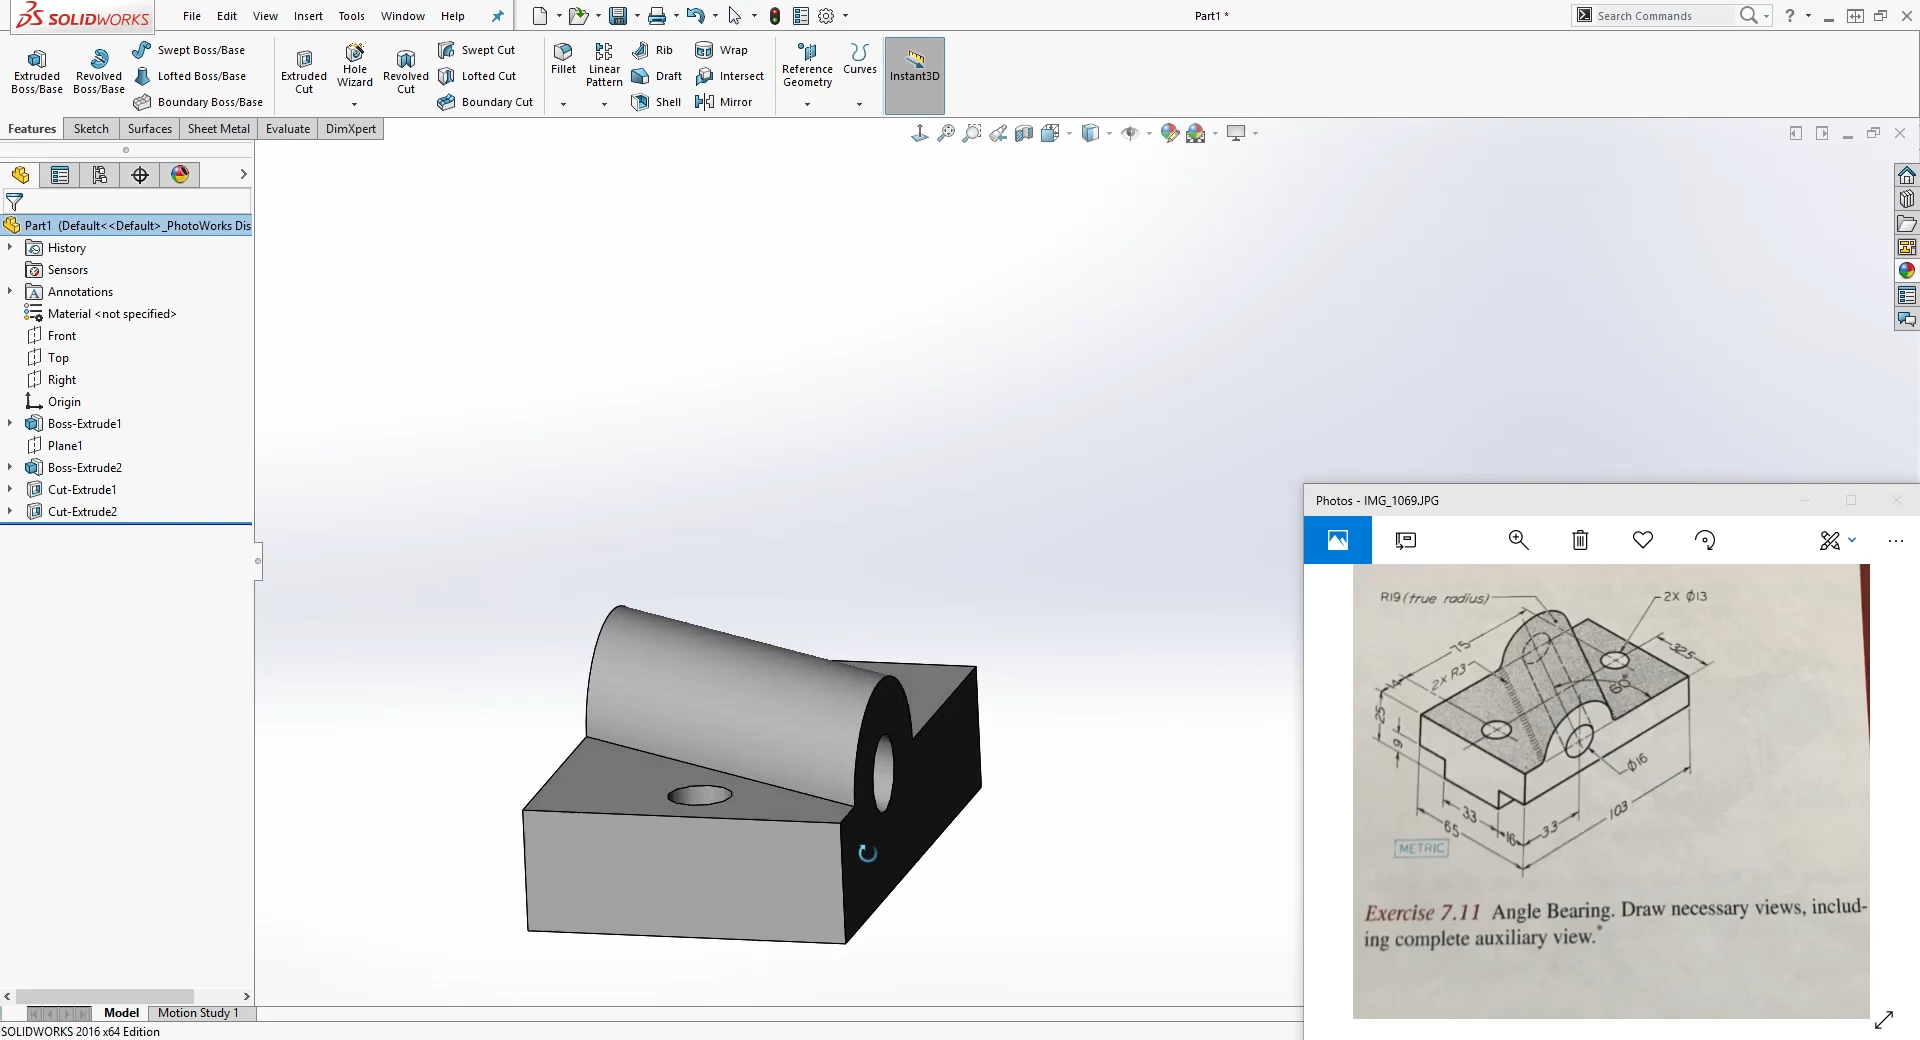 SOLIDWORKS File Edit View Insert Tools Window Help Part1 * Search Commands
Extruded Boss/Base
Revolved Boss/Base
Swept Boss/Base
Lofted Boss/Base
Boundary Boss/Base
Extruded Cut
Hole Wizard
Revolved Cut
Swept Cut
Lofted Cut
Boundary Cut
Fillet
Linear Pattern
Rib
Draft
Shell
Wrap
Intersect
Mirror
Reference Geometry
Curves
Instant3D
Features Sketch Surfaces Sheet Metal Evaluate DimXpert
Part1 (Default<<Default>_PhotoWorks Dis
History
Sensors
Annotations
Material <not specified>
Front
Top
Right
Origin
Boss-Extrude1
Plane1
Boss-Extrude2
Cut-Extrude1
Cut-Extrude2
Photos - IMG_1069.JPG
R19 (true radius)
2X Ø13
75
32.5
2X R3
14
60°
25
9
Ø16
33
103
65
16
33
METRIC
Exercise 7.11 Angle Bearing. Draw necessary views, includ-
ing complete auxiliary view.*
Model Motion Study 1
SOLIDWORKS 2016 x64 Edition